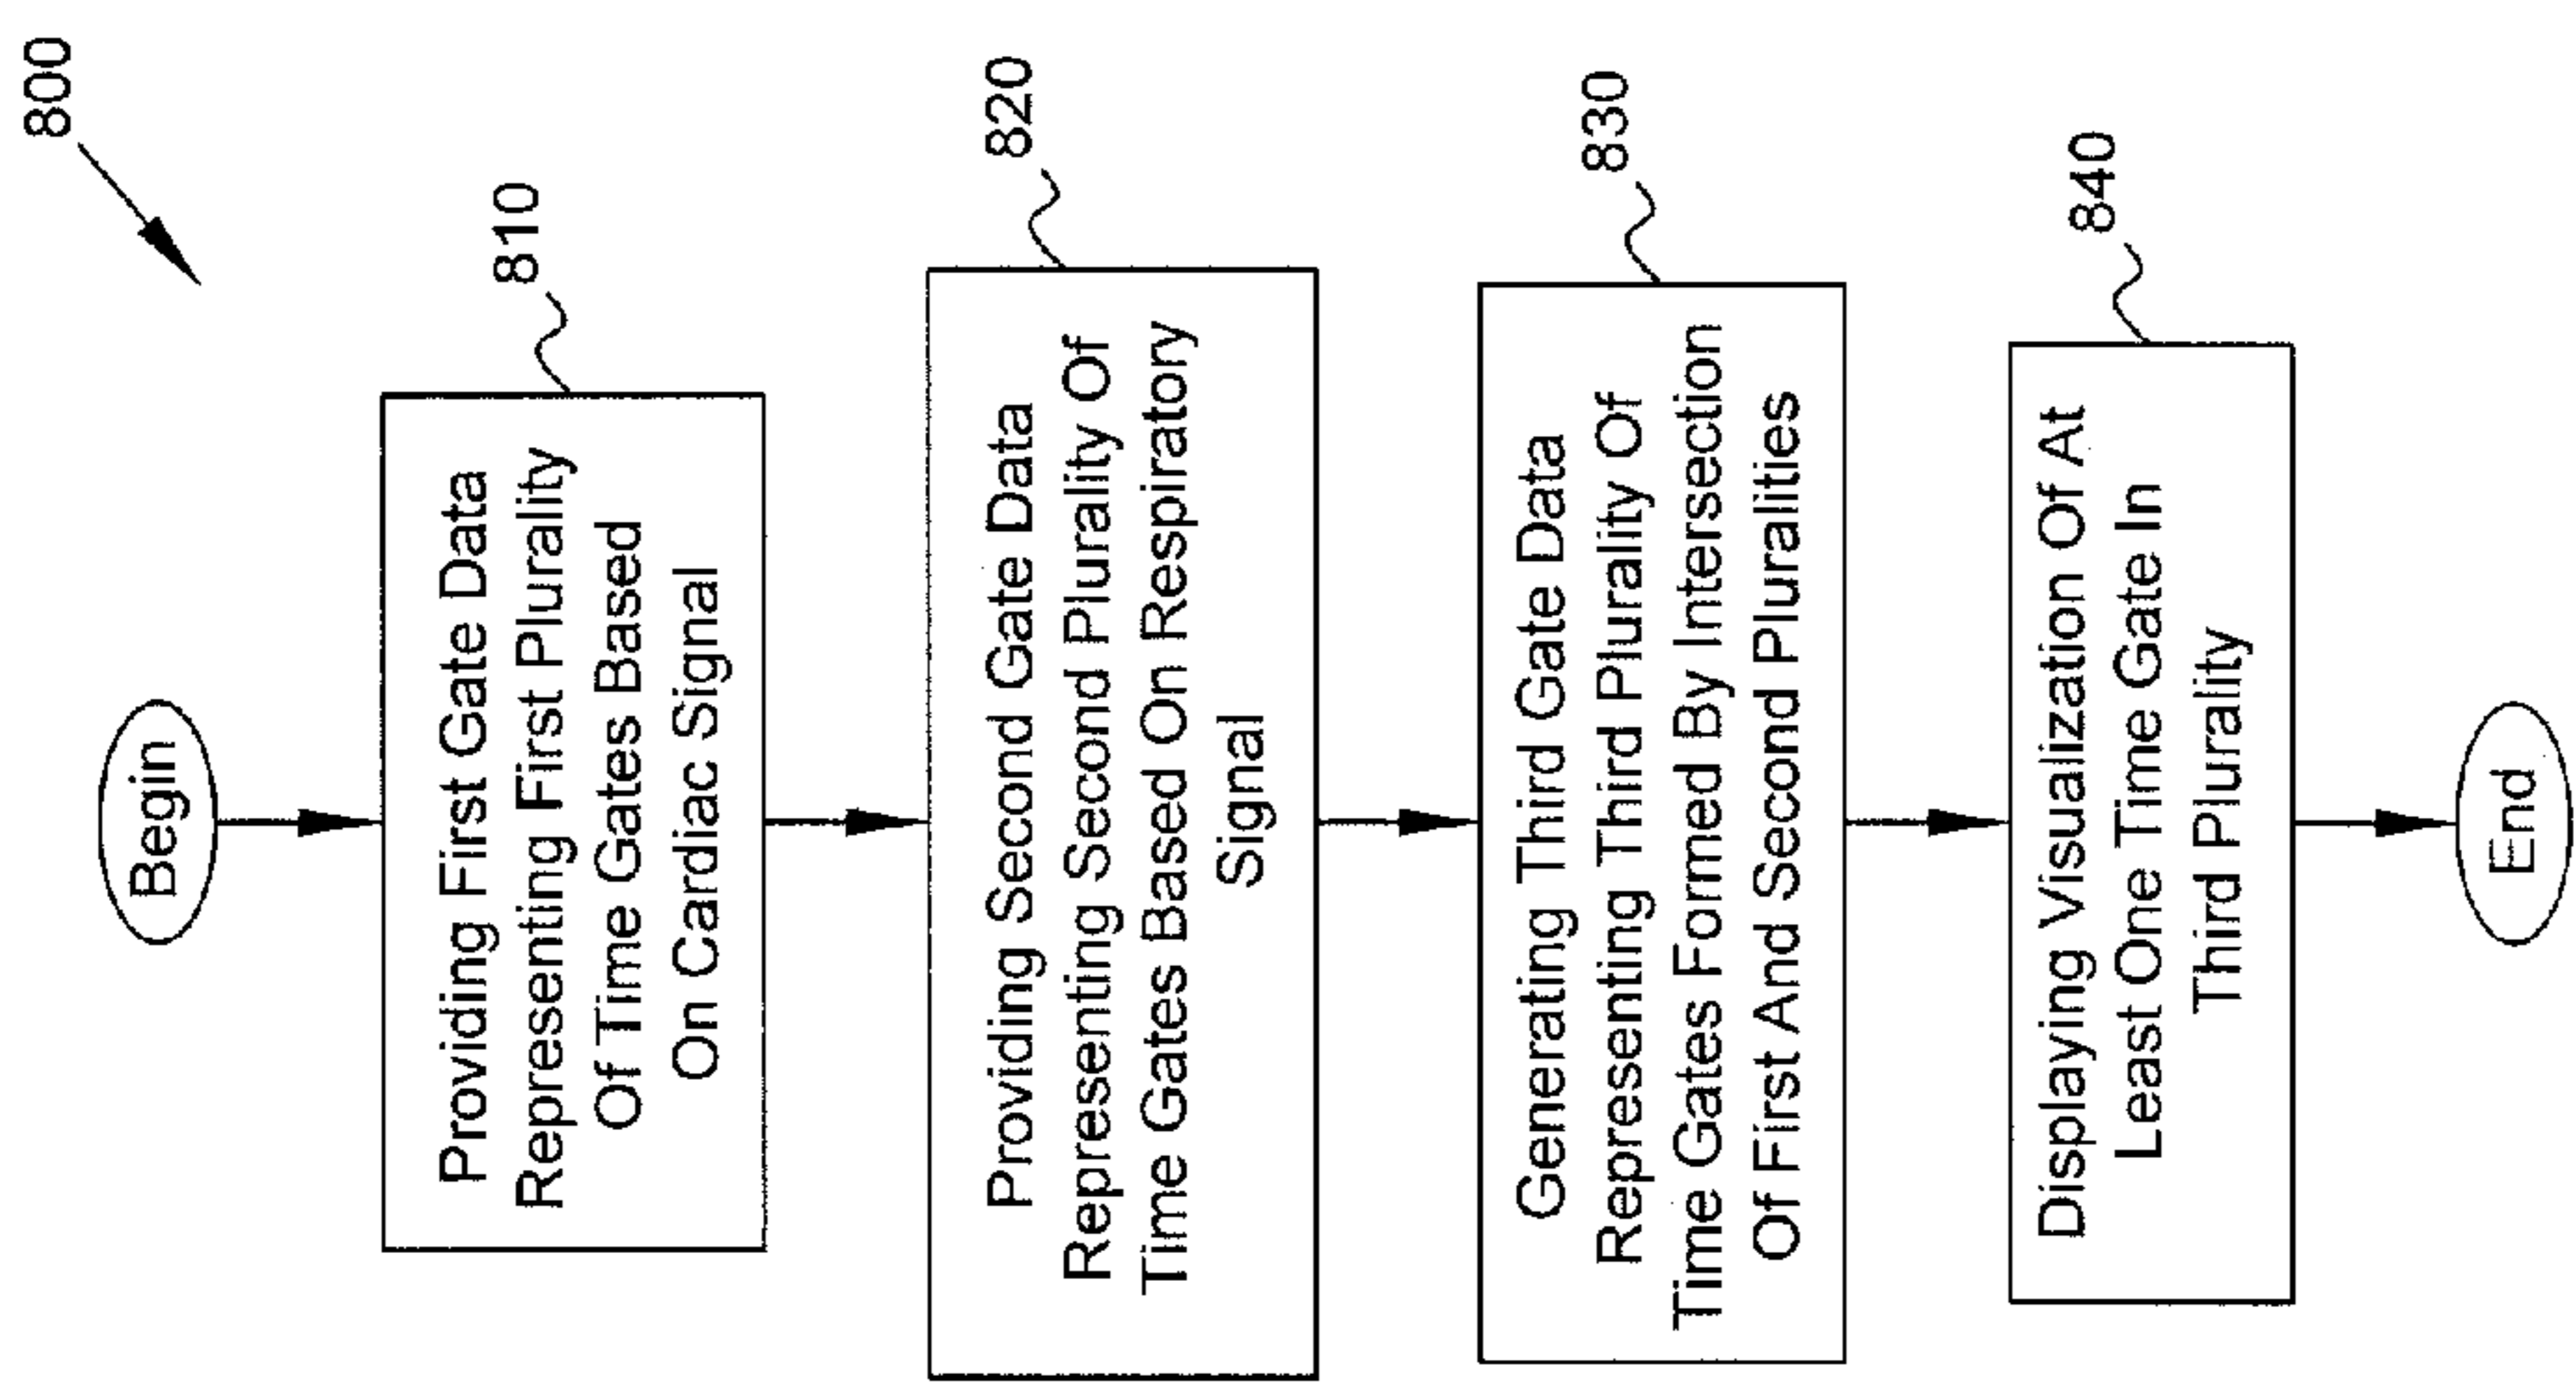 800
Begin
810
Providing First Gate Data
Representing First Plurality
Of Time Gates Based
On Cardiac Signal
820
Providing Second Gate Data
Representing Second Plurality Of
Time Gates Based On Respiratory
Signal
830
Generating Third Gate Data
Representing Third Plurality Of
Time Gates Formed By Intersection
Of First And Second Pluralities
840
Displaying Visualization Of At
Least One Time Gate In
Third Plurality
End